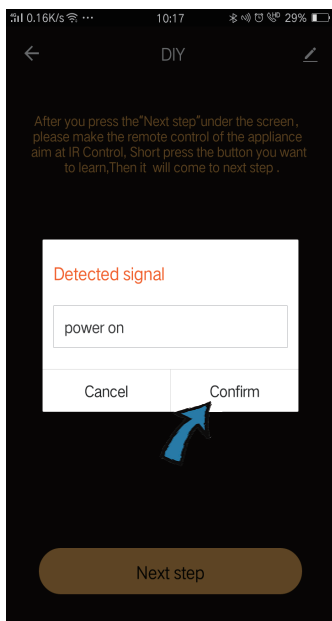 4G 0.16K/s ··· 10:17 HD 29%
DIY
After you press the"Next step"under the screen,
please make the remote control of the appliance
aim at IR Control, Short press the button you want
to learn,Then it will come to next step .
Detected signal
power on
Cancel Confirm
Next step